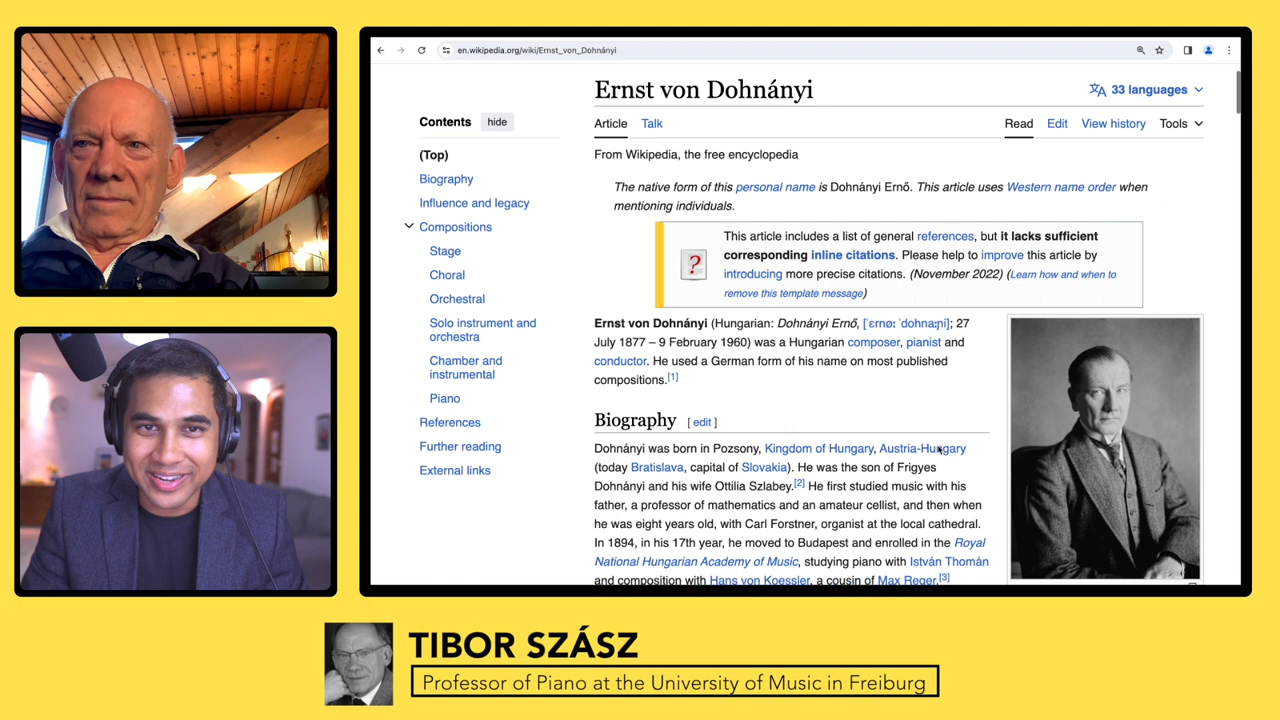 en.wikipedia.org/wiki/Ernst_von_Dohnányi
Ernst von Dohnányi
33 languages
Contents
hide
(Top)
Biography
Influence and legacy
Compositions
Stage
Choral
Orchestral
Solo instrument and
orchestra
Chamber and
instrumental
Piano
References
Further reading
External links
Article
Talk
Read
Edit
View history
Tools
From Wikipedia, the free encyclopedia
The native form of this personal name is Dohnányi Ernő. This article uses Western name order when
mentioning individuals.
?
This article includes a list of general references, but it lacks sufficient
corresponding inline citations. Please help to improve this article by
introducing more precise citations. (November 2022) (Learn how and when to
remove this template message)
Ernst von Dohnányi (Hungarian: Dohnányi Ernő, [ˈɛrnøː ˈdohnaːɲi]; 27
July 1877 – 9 February 1960) was a Hungarian composer, pianist and
conductor. He used a German form of his name on most published
compositions.[1]
Biography [ edit ]
Dohnányi was born in Pozsony, Kingdom of Hungary, Austria-Hungary
(today Bratislava, capital of Slovakia). He was the son of Frigyes
Dohnányi and his wife Ottilia Szlabey.[2] He first studied music with his
father, a professor of mathematics and an amateur cellist, and then when
he was eight years old, with Carl Forstner, organist at the local cathedral.
In 1894, in his 17th year, he moved to Budapest and enrolled in the Royal
National Hungarian Academy of Music, studying piano with István Thomán
and composition with Hans von Koessler, a cousin of Max Reger.[3]
TIBOR SZÁSZ
Professor of Piano at the University of Music in Freiburg